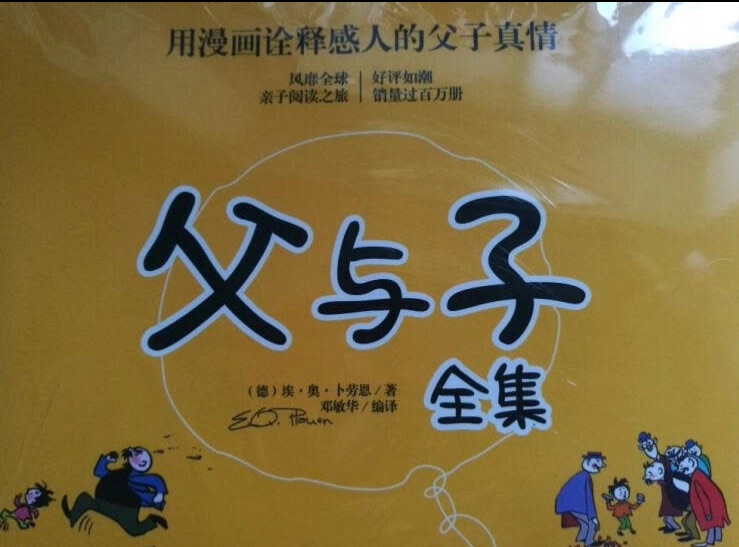 用漫画诠释感人的父子真情
风靡全球 好评如潮
亲子阅读之旅 销量过百万册
父与子
全集
（德）埃·奥·卜劳恩/著
邓敏华/编译
E.O. Plauen